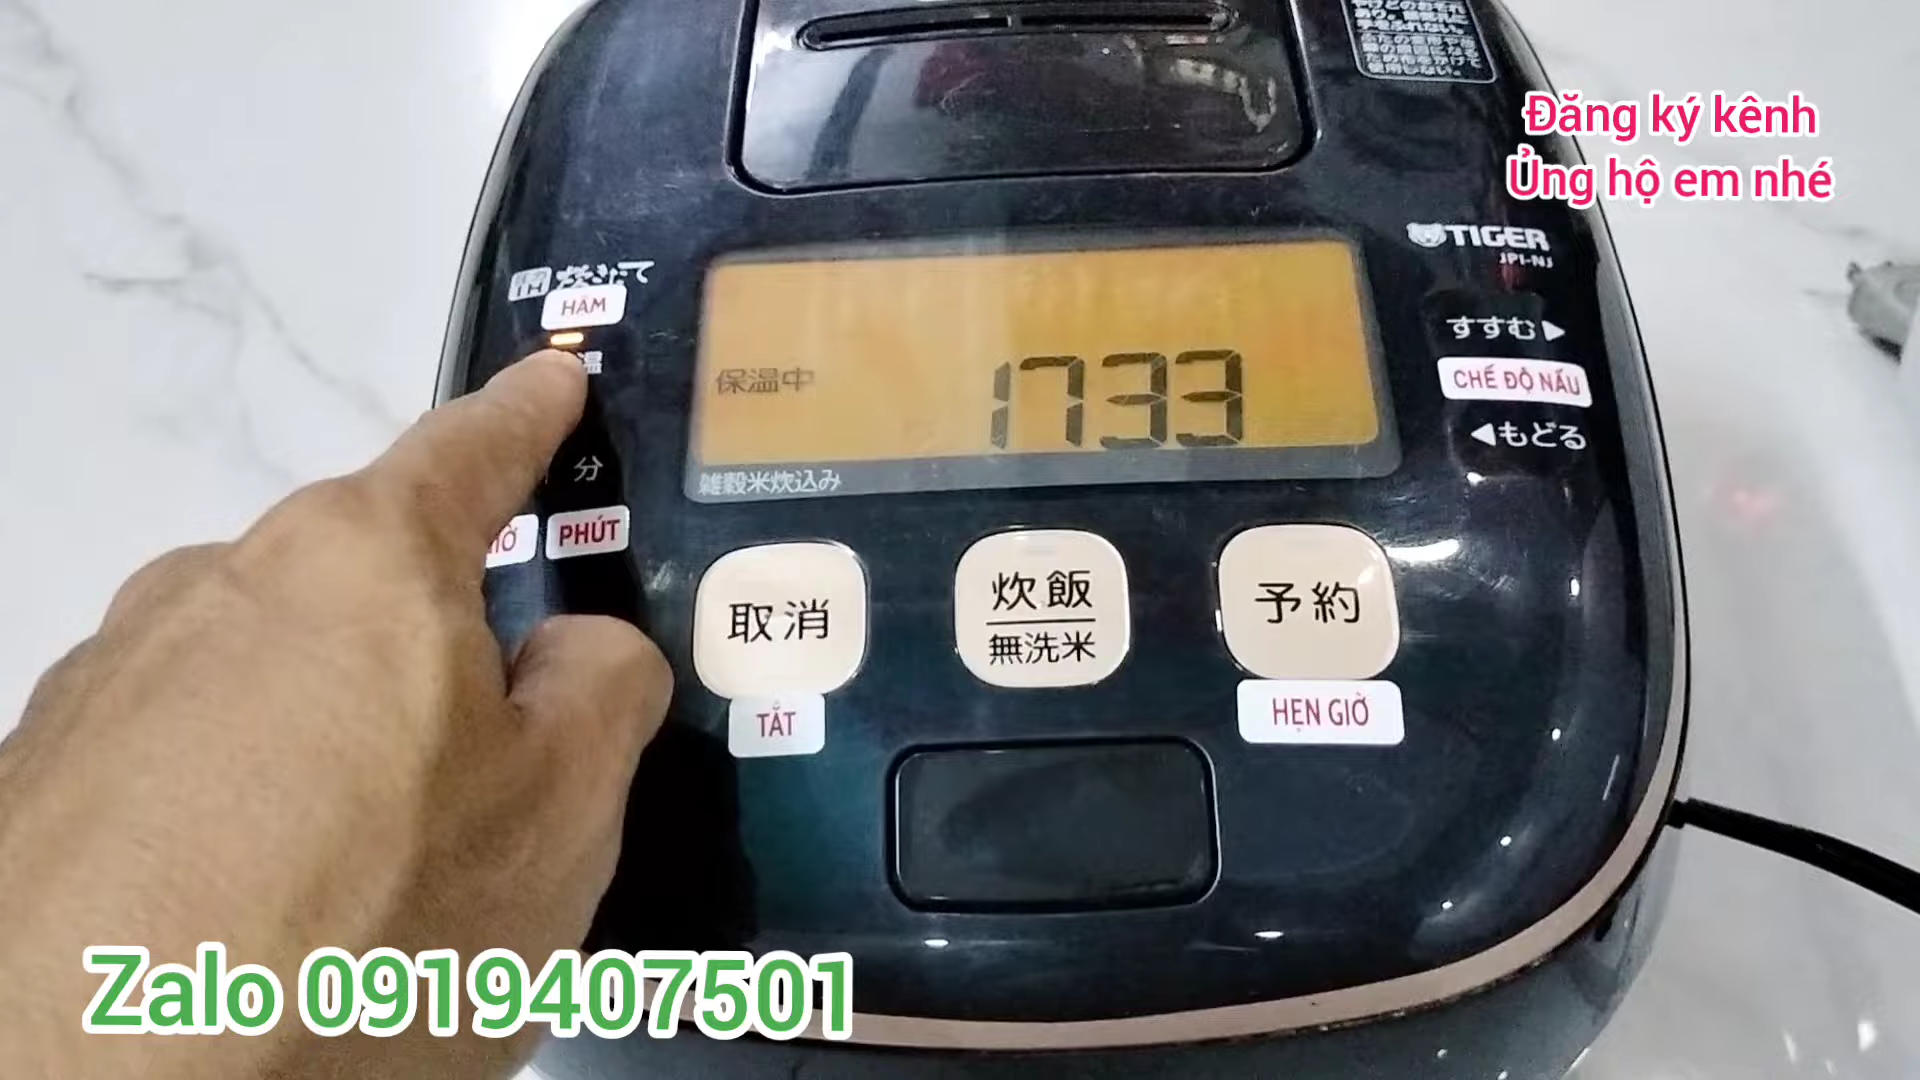 Đăng ký kênh
Ủng hộ em nhé
TIGER
JPI-NJ
炊きたて
HÂM
温
保温中
1733
雑穀米炊込み
すすむ▶
CHẾ ĐỘ NẤU
◀もどる
分
PHÚT
取消
TẮT
炊飯
無洗米
予約
HẸN GIỜ
Zalo 0919407501